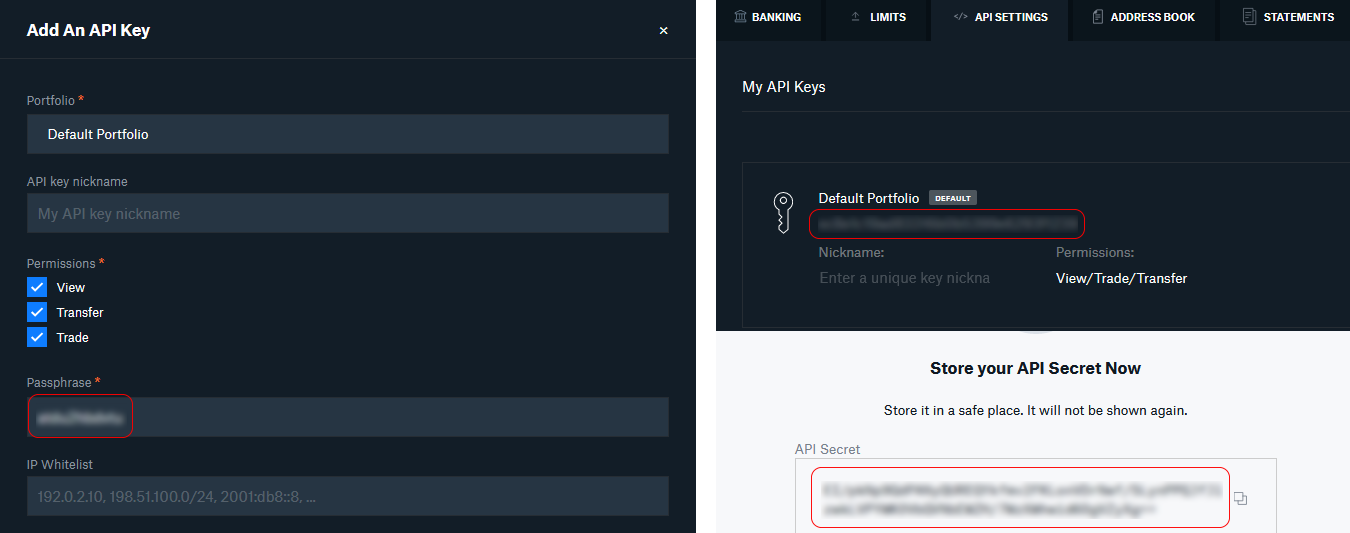 Add An API Key
×
Portfolio *
Default Portfolio
API key nickname
My API key nickname
Permissions *
View
Transfer
Trade
Passphrase *
IP Whitelist
192.0.2.10, 198.51.100.0/24, 2001:db8::8, ...
BANKING
LIMITS
</> API SETTINGS
ADDRESS BOOK
STATEMENTS
My API Keys
Default Portfolio DEFAULT
Nickname: Permissions:
Enter a unique key nickna View/Trade/Transfer
Store your API Secret Now
Store it in a safe place. It will not be shown again.
API Secret